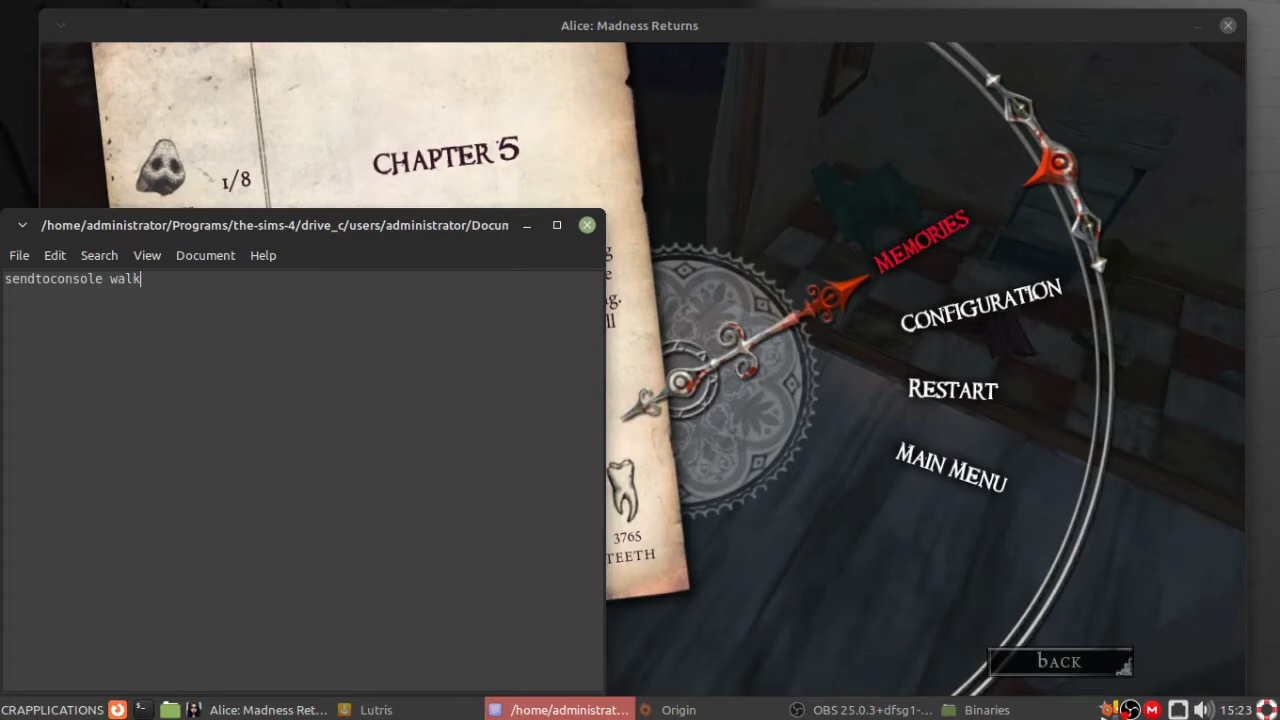 Alice: Madness Returns
CHAPTER 5
1/8
/home/administrator/Programs/the-sims-4/drive_c/users/administrator/Docum
File Edit Search View Document Help
sendtoconsole walk
MEMORIES
CONFIGURATION
RESTART
MAIN MENU
3765
TEETH
BACK
CRAPPLICATIONS
Alice: Madness Ret...
Lutris
/home/administrat...
Origin
OBS 25.0.3+dfsg1-...
Binaries
15:23